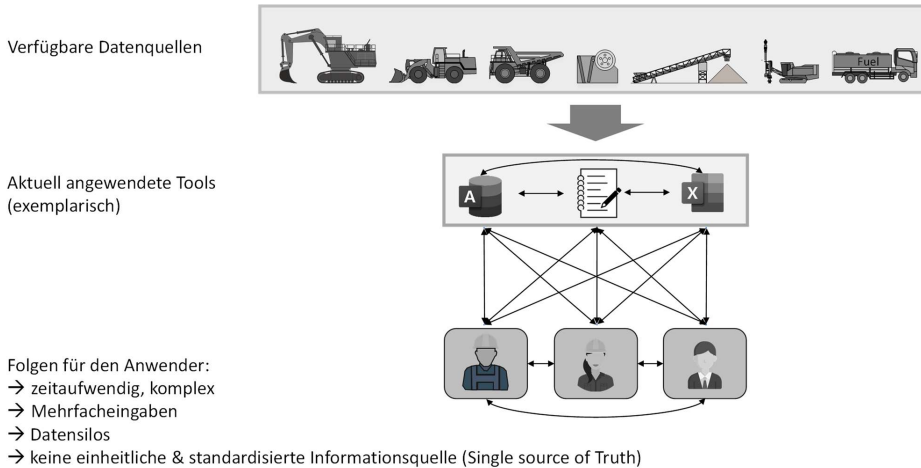 Verfügbare Datenquellen
Fuel
Aktuell angewendete Tools
(exemplarisch)
A
X
Folgen für den Anwender:
→ zeitaufwendig, komplex
→ Mehrfacheingaben
→ Datensilos
→ keine einheitliche & standardisierte Informationsquelle (Single source of Truth)